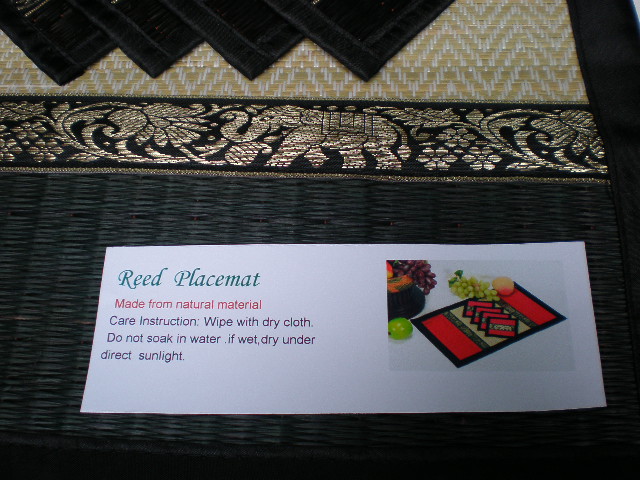 Reed Placemat
Made from natural material
Care Instruction: Wipe with dry cloth.
Do not soak in water .if wet,dry under
direct sunlight.